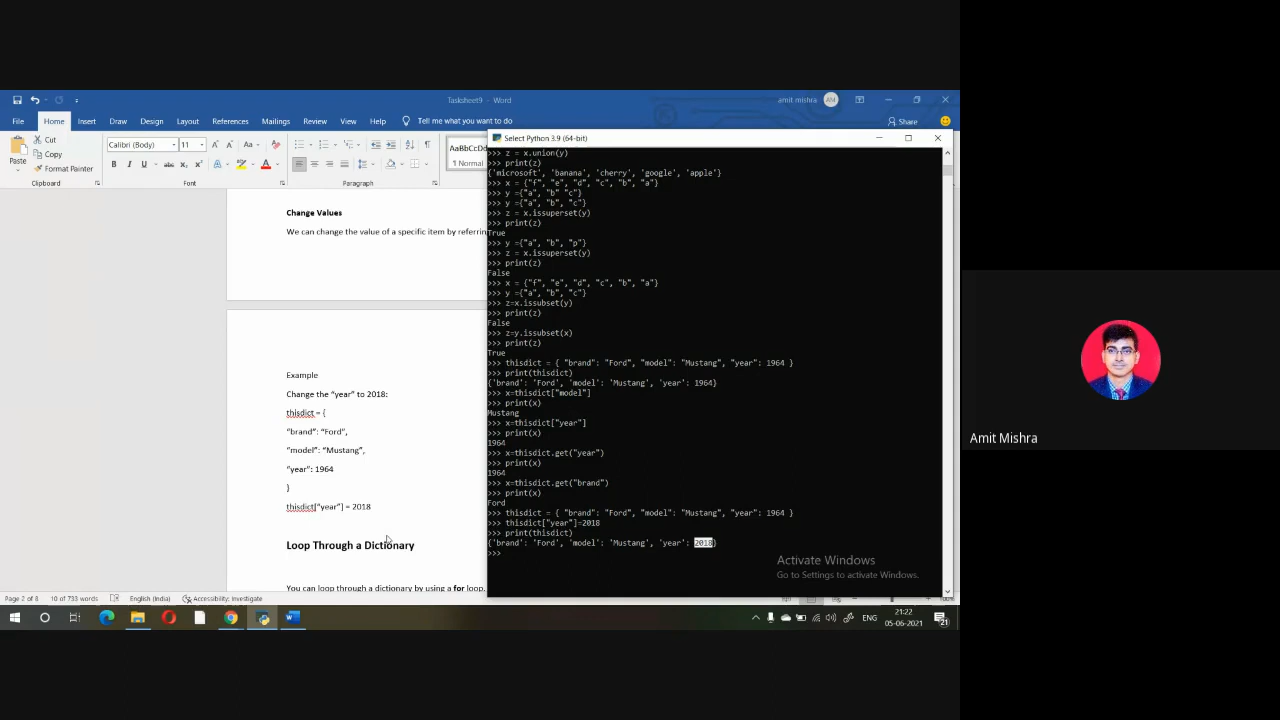 Tasksheet9 - Word
amit mishra
AM
File
Home
Insert
Draw
Design
Layout
References
Mailings
Review
View
Help
Tell me what you want to do
Share
Paste
Cut
Copy
Format Painter
Clipboard
Calibri (Body)
11
Font
Paragraph
AaBbCcDd
Normal
Change Values
We can change the value of a specific item by referrin
Example
Change the “year” to 2018:
thisdict = {
“brand”: “Ford”,
“model”: “Mustang”,
“year”: 1964
}
thisdict[“year”] = 2018
Loop Through a Dictionary
You can loop through a dictionary by using a for loop.
Page 2 of 8
10 of 733 words
English (India)
Accessibility: Investigate
Select Python 3.9 (64-bit)
>>> z = x.union(y)
>>> print(z)
{'microsoft', 'banana', 'cherry', 'google', 'apple'}
>>> x = {"f", "e", "d", "c", "b", "a"}
>>> y ={"a", "b" "c"}
>>> y ={"a", "b", "c"}
>>> z = x.issuperset(y)
>>> print(z)
True
>>> y ={"a", "b", "p"}
>>> z = x.issuperset(y)
>>> print(z)
False
>>> x = {"f", "e", "d", "c", "b", "a"}
>>> y ={"a", "b", "c"}
>>> z=x.issubset(y)
>>> print(z)
False
>>> z=y.issubset(x)
>>> print(z)
True
>>> thisdict = { "brand": "Ford", "model": "Mustang", "year": 1964 }
>>> print(thisdict)
{'brand': 'Ford', 'model': 'Mustang', 'year': 1964}
>>> x=thisdict["model"]
>>> print(x)
Mustang
>>> x=thisdict["year"]
>>> print(x)
1964
>>> x=thisdict.get("year")
>>> print(x)
1964
>>> x=thisdict.get("brand")
>>> print(x)
Ford
>>> thisdict = { "brand": "Ford", "model": "Mustang", "year": 1964 }
>>> thisdict["year"]=2018
>>> print(thisdict)
{'brand': 'Ford', 'model': 'Mustang', 'year': 2018}
>>>
Activate Windows
Go to Settings to activate Windows.
ENG
21:22
05-06-2021
21
Amit Mishra